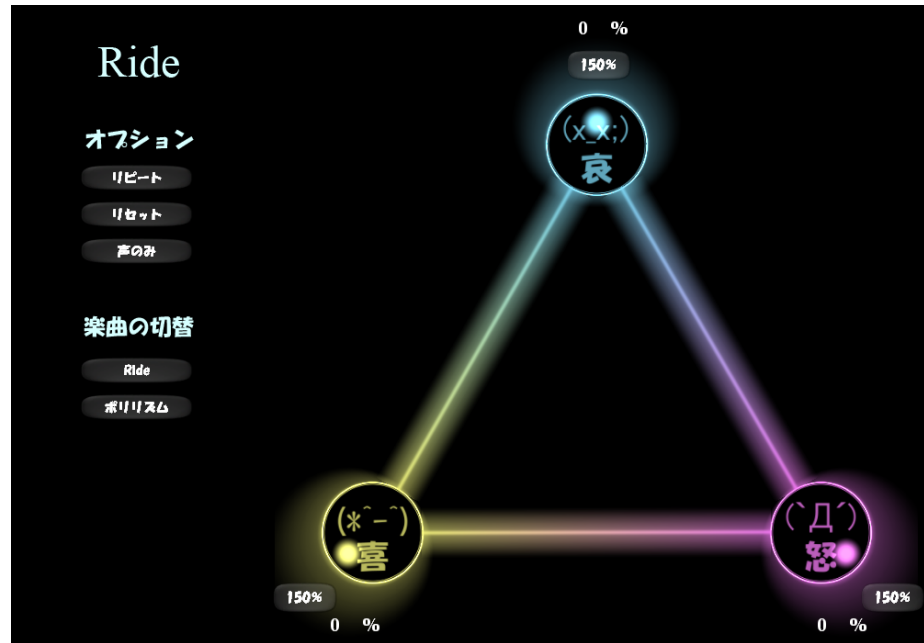 Ride
オプション
リピート
リセット
声のみ
楽曲の切替
Ride
ポリリズム
0 %
150%
(x_x;)
哀
(*^-^)
喜
150%
0 %
(`Д´)
怒
150%
0 %